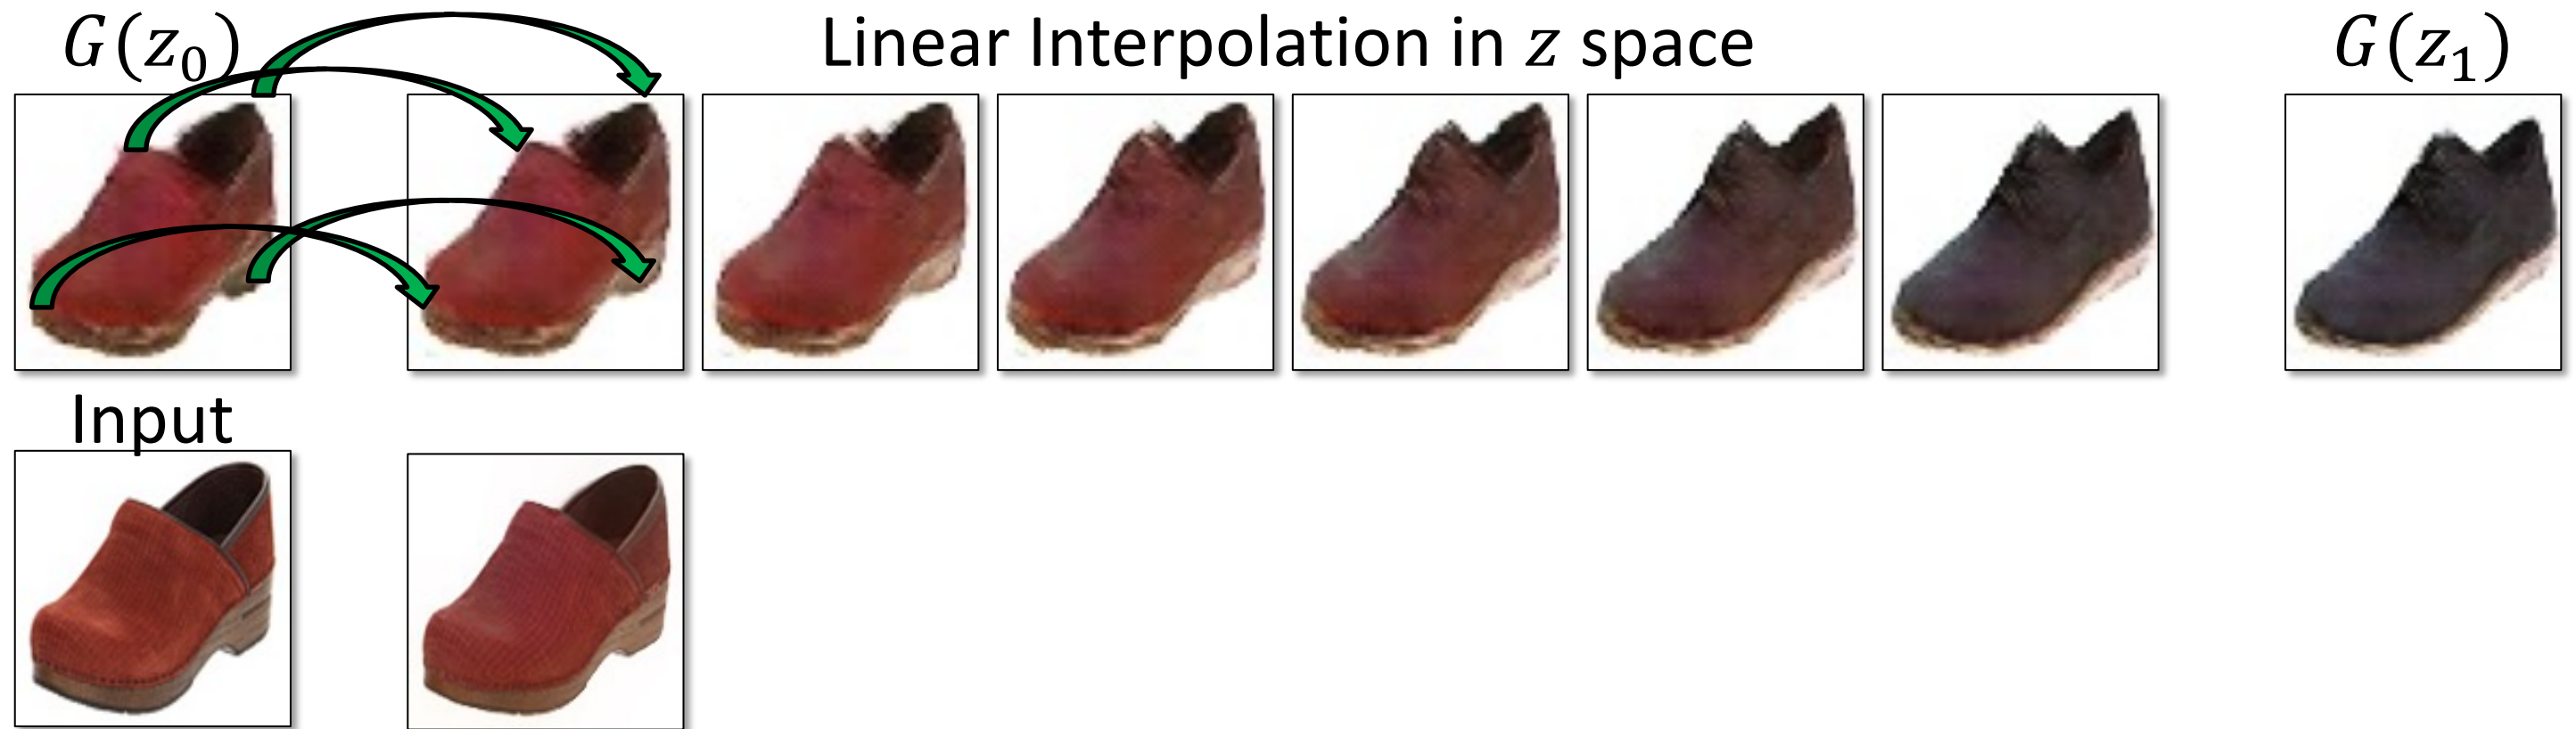 G(z₀)
Linear Interpolation in z space
G(z₁)
Input